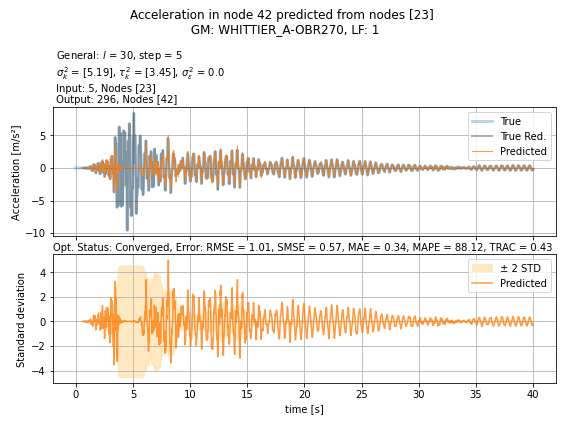 Acceleration in node 42 predicted from nodes [23]
GM: WHITTIER_A-OBR270, LF: 1
General: l = 30, step = 5
σ²ₖ = [5.19], τ²ₖ = [3.45], σ²ε = 0.0
Input: 5, Nodes [23]
Output: 296, Nodes [42]
Acceleration [m/s²]
5
0
−5
−10
True
True Red.
Predicted
Opt. Status: Converged, Error: RMSE = 1.01, SMSE = 0.57, MAE = 0.34, MAPE = 88.12, TRAC = 0.43
Standard deviation
4
2
0
−2
−4
± 2 STD
Predicted
0 5 10 15 20 25 30 35 40
time [s]